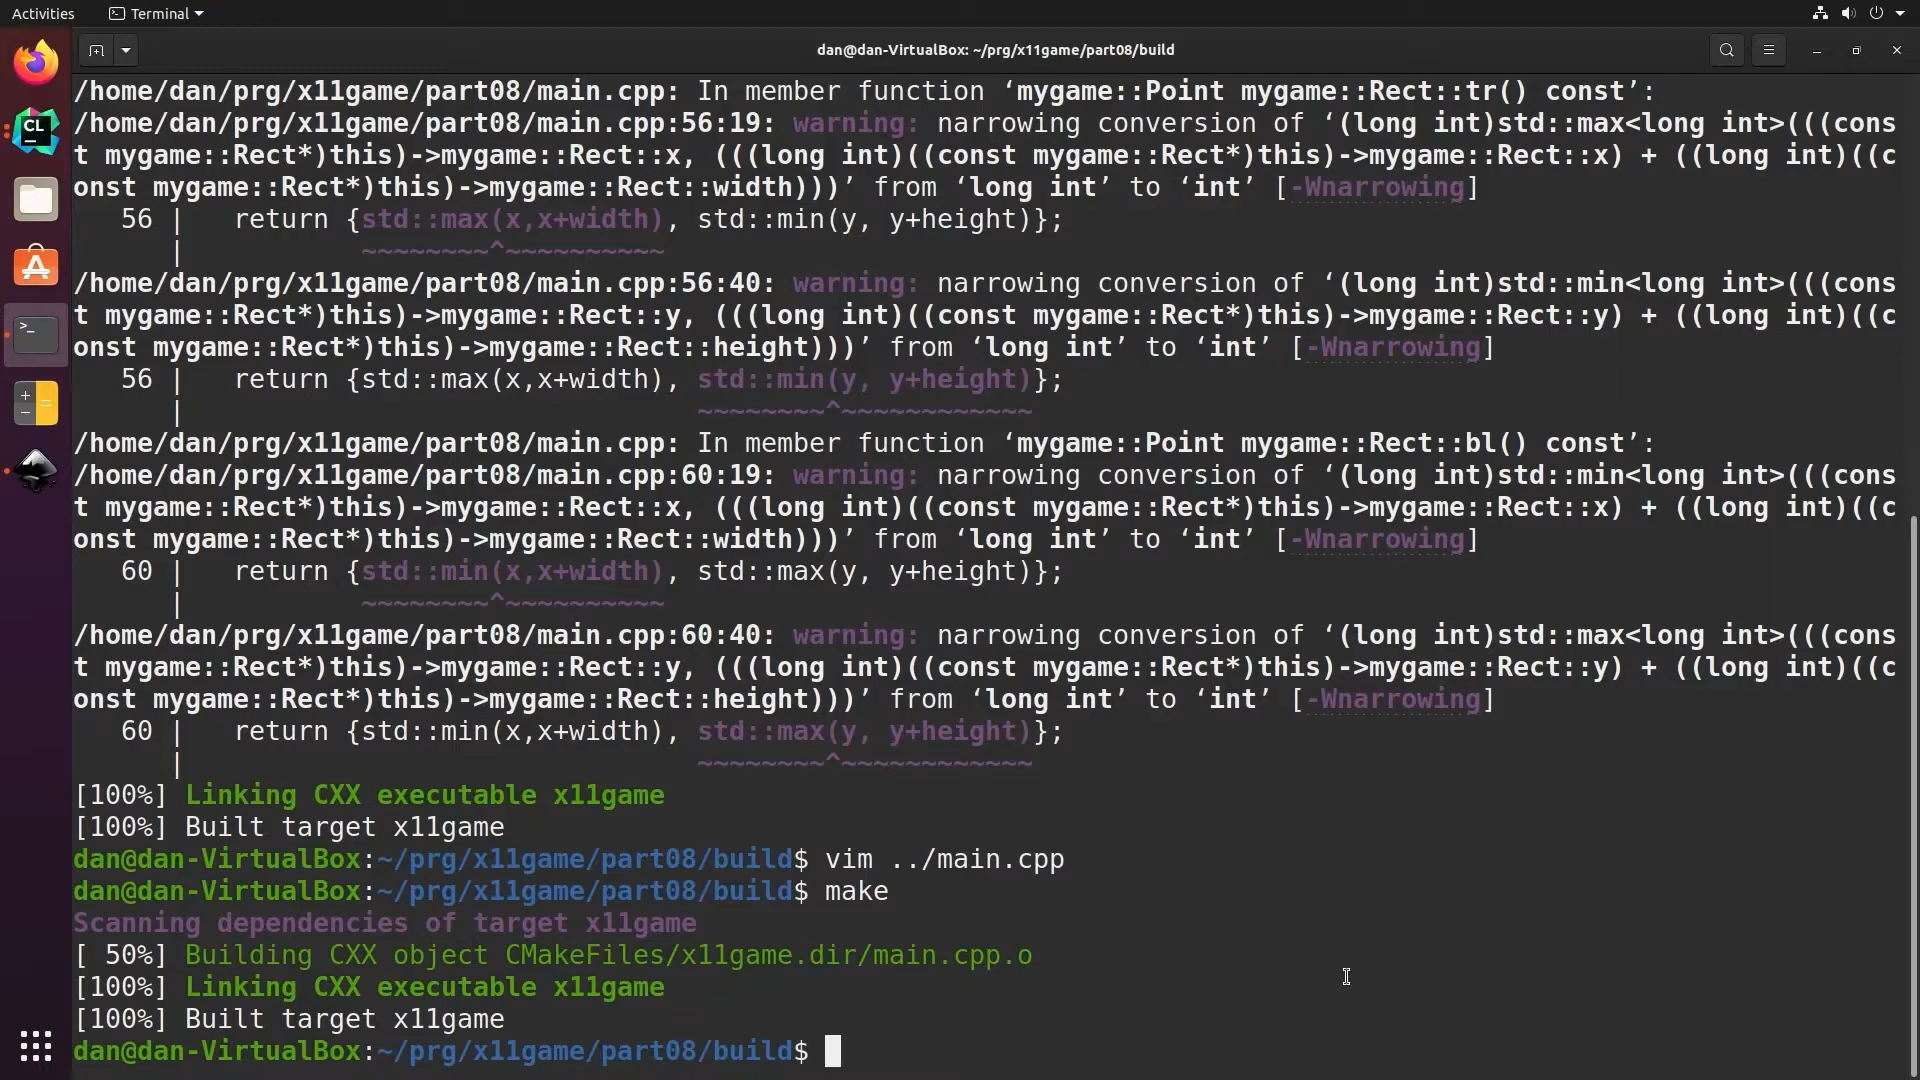 Activities
Terminal
dan@dan-VirtualBox: ~/prg/x11game/part08/build
/home/dan/prg/x11game/part08/main.cpp: In member function ‘mygame::Point mygame::Rect::tr() const’:
/home/dan/prg/x11game/part08/main.cpp:56:19: warning: narrowing conversion of ‘(long int)std::max<long int>(((cons
t mygame::Rect*)this)->mygame::Rect::x, (((long int)((const mygame::Rect*)this)->mygame::Rect::x) + ((long int)((c
onst mygame::Rect*)this)->mygame::Rect::width)))’ from ‘long int’ to ‘int’ [-Wnarrowing]
56 | return {std::max(x,x+width), std::min(y, y+height)};
| ~~~~~~~~^~~~~~~~~~~
/home/dan/prg/x11game/part08/main.cpp:56:40: warning: narrowing conversion of ‘(long int)std::min<long int>(((cons
t mygame::Rect*)this)->mygame::Rect::y, (((long int)((const mygame::Rect*)this)->mygame::Rect::y) + ((long int)((c
onst mygame::Rect*)this)->mygame::Rect::height)))’ from ‘long int’ to ‘int’ [-Wnarrowing]
56 | return {std::max(x,x+width), std::min(y, y+height)};
| ~~~~~~~~^~~~~~~~~~~~~
/home/dan/prg/x11game/part08/main.cpp: In member function ‘mygame::Point mygame::Rect::bl() const’:
/home/dan/prg/x11game/part08/main.cpp:60:19: warning: narrowing conversion of ‘(long int)std::min<long int>(((cons
t mygame::Rect*)this)->mygame::Rect::x, (((long int)((const mygame::Rect*)this)->mygame::Rect::x) + ((long int)((c
onst mygame::Rect*)this)->mygame::Rect::width)))’ from ‘long int’ to ‘int’ [-Wnarrowing]
60 | return {std::min(x,x+width), std::max(y, y+height)};
| ~~~~~~~~^~~~~~~~~~~
/home/dan/prg/x11game/part08/main.cpp:60:40: warning: narrowing conversion of ‘(long int)std::max<long int>(((cons
t mygame::Rect*)this)->mygame::Rect::y, (((long int)((const mygame::Rect*)this)->mygame::Rect::y) + ((long int)((c
onst mygame::Rect*)this)->mygame::Rect::height)))’ from ‘long int’ to ‘int’ [-Wnarrowing]
60 | return {std::min(x,x+width), std::max(y, y+height)};
| ~~~~~~~~^~~~~~~~~~~~~
[100%] Linking CXX executable x11game
[100%] Built target x11game
dan@dan-VirtualBox:~/prg/x11game/part08/build$ vim ../main.cpp
dan@dan-VirtualBox:~/prg/x11game/part08/build$ make
Scanning dependencies of target x11game
[ 50%] Building CXX object CMakeFiles/x11game.dir/main.cpp.o
[100%] Linking CXX executable x11game
[100%] Built target x11game
dan@dan-VirtualBox:~/prg/x11game/part08/build$
CL